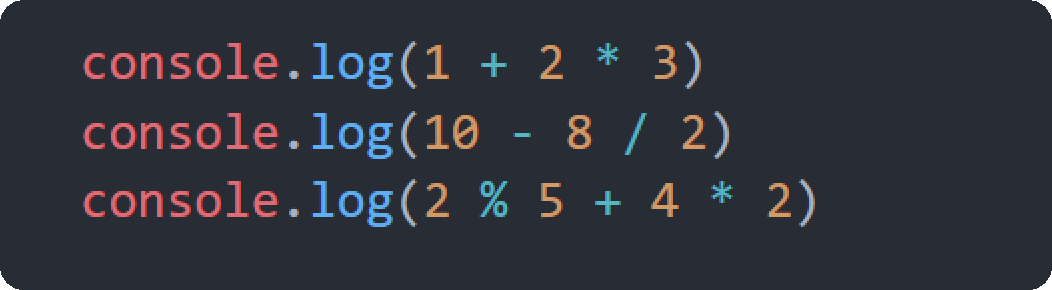 console.log(1 + 2 * 3)
console.log(10 - 8 / 2)
console.log(2 % 5 + 4 * 2)